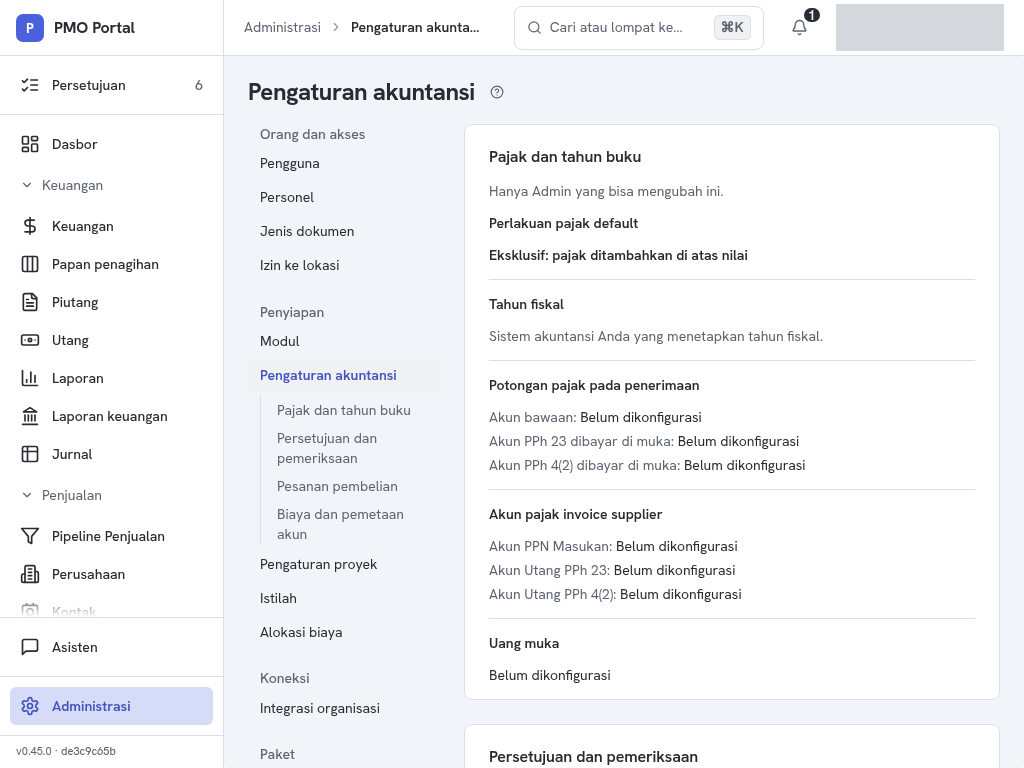 P PMO Portal
Administrasi
Pengaturan akunta...
Cari atau lompat ke...
⌘K
1
Persetujuan 6
Dasbor
Keuangan
Keuangan
Papan penagihan
Piutang
Utang
Laporan
Laporan keuangan
Jurnal
Penjualan
Pipeline Penjualan
Perusahaan
Kontak
Asisten
Administrasi
v0.45.0 · de3c9c65b
Pengaturan akuntansi
Orang dan akses
Pengguna
Personel
Jenis dokumen
Izin ke lokasi
Penyiapan
Modul
Pengaturan akuntansi
Pajak dan tahun buku
Persetujuan dan
pemeriksaan
Pesanan pembelian
Biaya dan pemetaan
akun
Pengaturan proyek
Istilah
Alokasi biaya
Koneksi
Integrasi organisasi
Paket
Pajak dan tahun buku
Hanya Admin yang bisa mengubah ini.
Perlakuan pajak default
Eksklusif: pajak ditambahkan di atas nilai
Tahun fiskal
Sistem akuntansi Anda yang menetapkan tahun fiskal.
Potongan pajak pada penerimaan
Akun bawaan: Belum dikonfigurasi
Akun PPh 23 dibayar di muka: Belum dikonfigurasi
Akun PPh 4(2) dibayar di muka: Belum dikonfigurasi
Akun pajak invoice supplier
Akun PPN Masukan: Belum dikonfigurasi
Akun Utang PPh 23: Belum dikonfigurasi
Akun Utang PPh 4(2): Belum dikonfigurasi
Uang muka
Belum dikonfigurasi
Persetujuan dan pemeriksaan